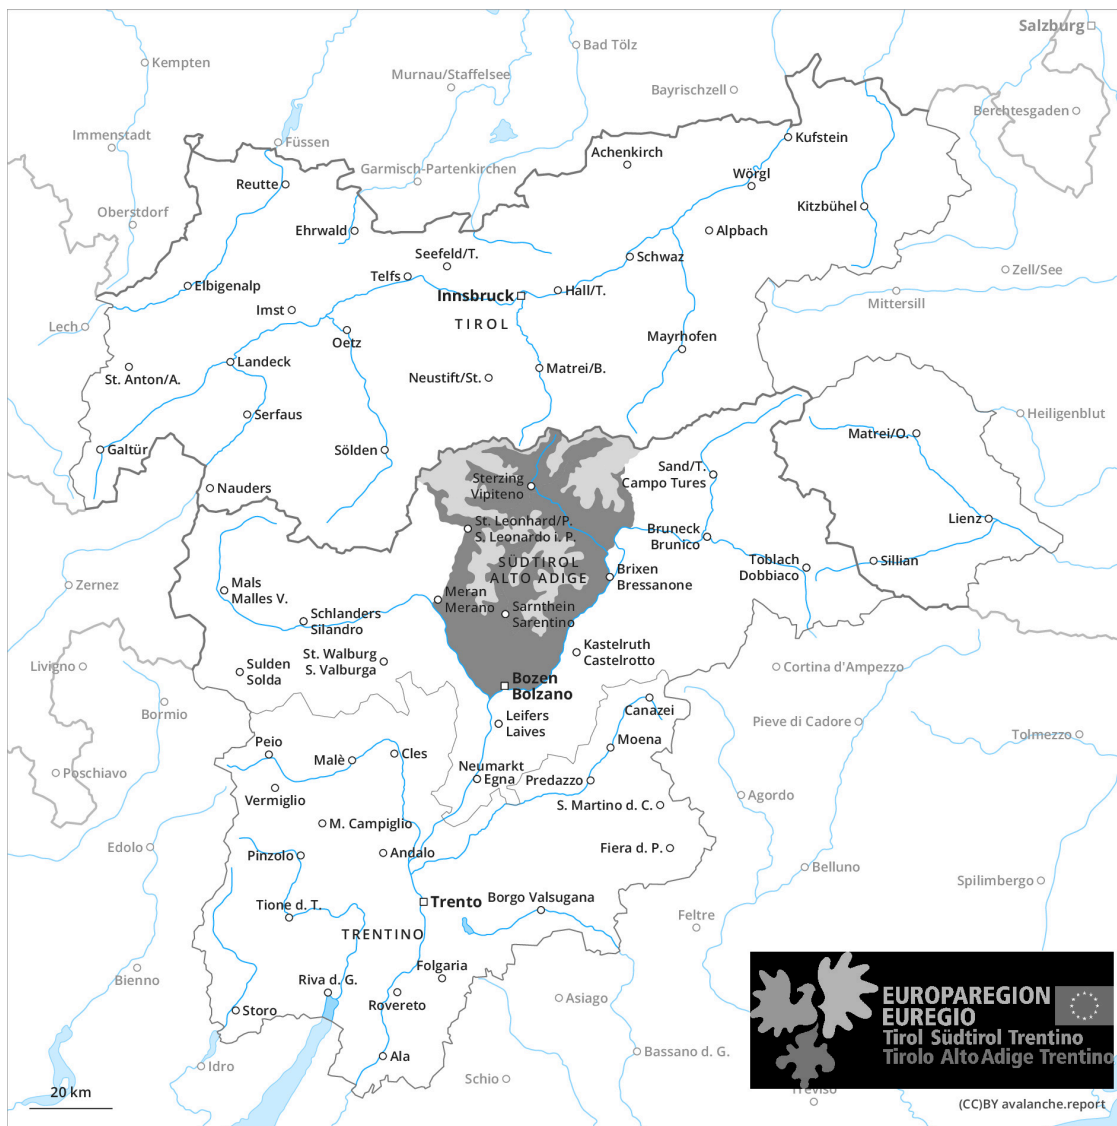 Salzburg
Bad Tölz
Kempten
Murnau/Staffelsee
Bayrischzell
Berchtesgaden
Immenstadt
Füssen
Kufstein
Achenkirch
Garmisch-Partenkirchen
Wörgl
Reutte
Kitzbühel
Oberstdorf
Ehrwald
Alpbach
Seefeld/T.
Schwaz
Telfs
Zell/See
Elbigenalp
Innsbruck
Hall/T.
Mittersill
Imst
TIROL
Lech
Oetz
Mayrhofen
Landeck
Matrei/B.
St. Anton/A.
Neustift/St.
Serfaus
Heiligenblut
Matrei/O.
Galtür
Sölden
Sand/T.
Campo Tures
Sterzing
Vipiteno
Nauders
Lienz
St. Leonhard/P.
S. Leonardo i. P.
Bruneck
Brunico
SÜDTIROL
ALTO ADIGE
Toblach
Dobbiaco
Sillian
Brixen
Bressanone
Zernez
Mals
Malles V.
Meran
Merano
Sarnthein
Sarentino
Schlanders
Silandro
Kastelruth
Castelrotto
St. Walburg
S. Valburga
Livigno
Sulden
Solda
Cortina d'Ampezzo
Bozen
Bolzano
Bormio
Canazei
Leifers
Laives
Pieve di Cadore
Tolmezzo
Peio
Malè
Cles
Moena
Neumarkt
Egna
Predazzo
Poschiavo
Vermiglio
S. Martino d. C.
Agordo
M. Campiglio
Edolo
Pinzolo
Andalo
Fiera d. P.
Belluno
Spilimbergo
Tione d. T.
Trento
Borgo Valsugana
Feltre
TRENTINO
Bienno
Folgaria
Riva d. G.
Rovereto
Asiago
Storo
EUROPAREGION
EUREGIO
Tirol Südtirol Trentino
Tirolo Alto Adige Trentino
Idro
Ala
Bassano d. G.
Schio
Treviso
20 km
(CC)BY avalanche.report